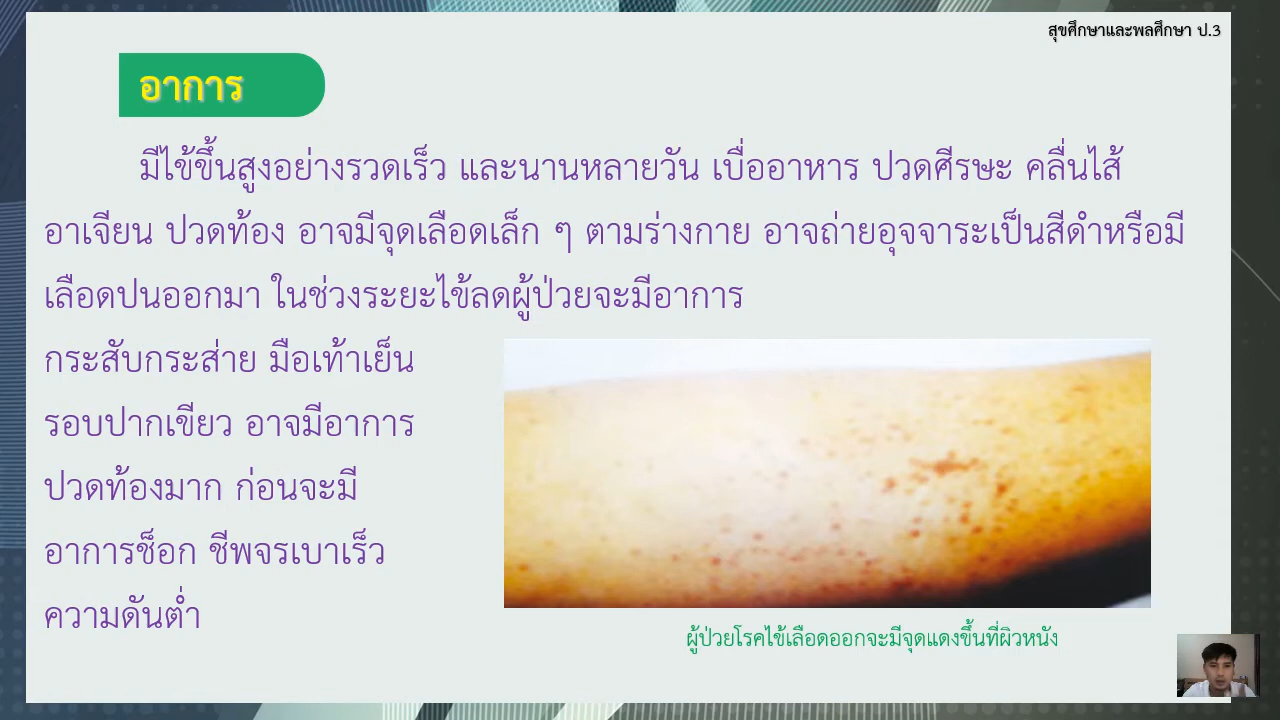 สุขศึกษาและพลศึกษา ป.3
อาการ
มีไข้ขึ้นสูงอย่างรวดเร็ว และนานหลายวัน เบื่ออาหาร ปวดศีรษะ คลื่นไส้
อาเจียน ปวดท้อง อาจมีจุดเลือดเล็ก ๆ ตามร่างกาย อาจถ่ายอุจจาระเป็นสีดำหรือมี
เลือดปนออกมา ในช่วงระยะไข้ลดผู้ป่วยจะมีอาการ
กระสับกระส่าย มือเท้าเย็น
รอบปากเขียว อาจมีอาการ
ปวดท้องมาก ก่อนจะมี
อาการช็อก ชีพจรเบาเร็ว
ความดันต่ำ
ผู้ป่วยโรคไข้เลือดออกจะมีจุดแดงขึ้นที่ผิวหนัง